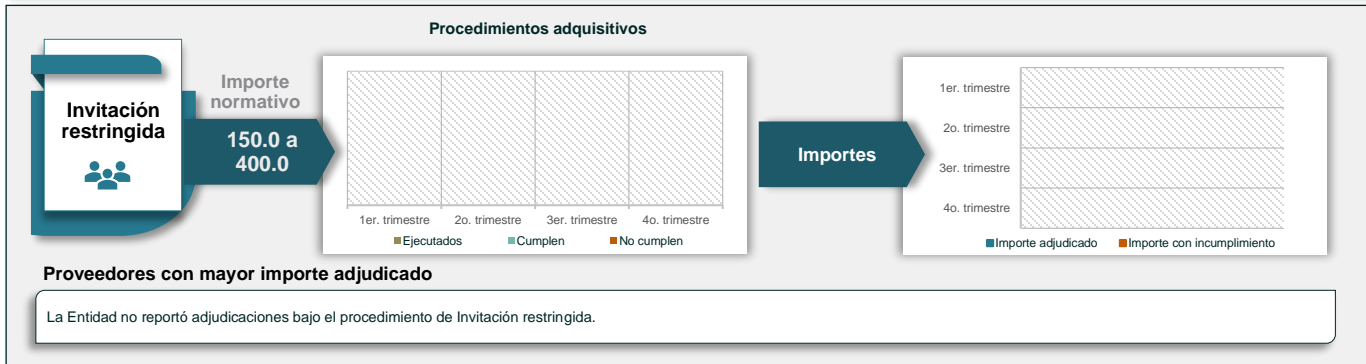 Procedimientos adquisitivos
Invitación
restringida
Importe
normativo
150.0 a
400.0
1er. trimestre 2o. trimestre 3er. trimestre 4o. trimestre
Ejecutados Cumplen No cumplen
Importes
1er. trimestre
2o. trimestre
3er. trimestre
4o. trimestre
Importe adjudicado Importe con incumplimiento
Proveedores con mayor importe adjudicado
La Entidad no reportó adjudicaciones bajo el procedimiento de Invitación restringida.